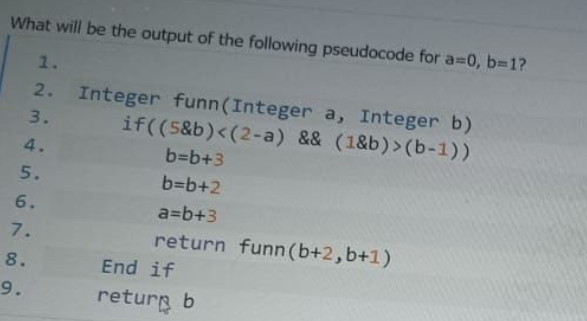 What will be the output of the following pseudocode for a=0, b=1?
1.
2. Integer funn(Integer a, Integer b)
3. if((5&b)<(2-a) && (1&b)>(b-1))
4. b=b+3
5. b=b+2
6. a=b+3
7. return funn(b+2,b+1)
8. End if
9. return b